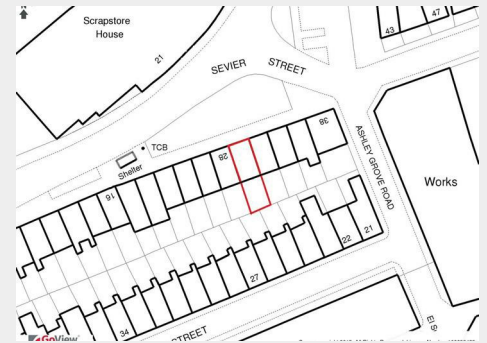 N
Scrapstore
House
21
43
47
SEVIER STREET
TCB
Shelter
16
28
38
ASHLEY GROVE ROAD
Works
21
22
27
34
STREET
GoView